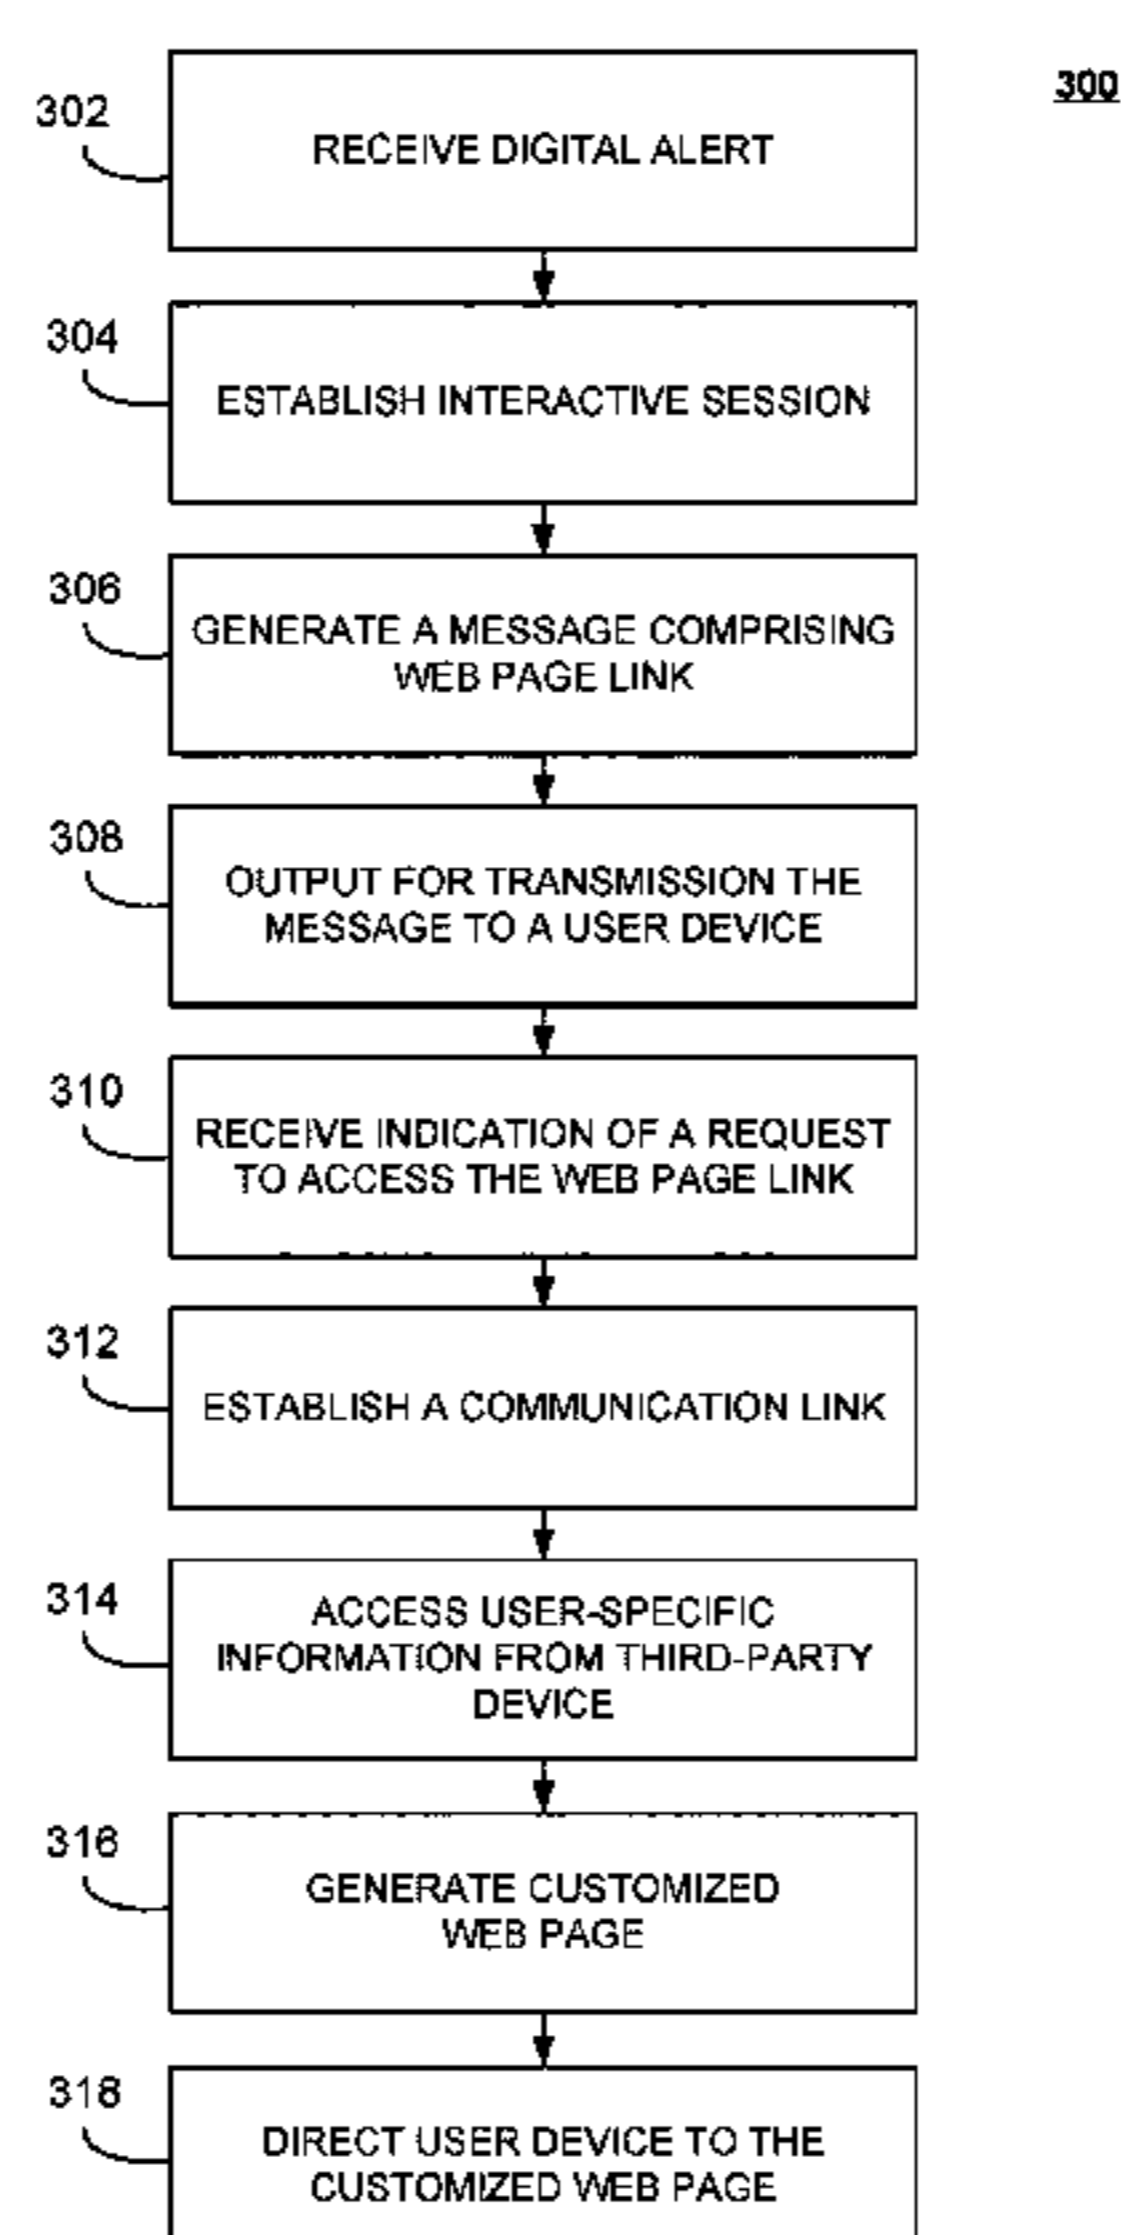 300
302
RECEIVE DIGITAL ALERT
304
ESTABLISH INTERACTIVE SESSION
306
GENERATE A MESSAGE COMPRISING
WEB PAGE LINK
308
OUTPUT FOR TRANSMISSION THE
MESSAGE TO A USER DEVICE
310
RECEIVE INDICATION OF A REQUEST
TO ACCESS THE WEB PAGE LINK
312
ESTABLISH A COMMUNICATION LINK
314
ACCESS USER-SPECIFIC
INFORMATION FROM THIRD-PARTY
DEVICE
316
GENERATE CUSTOMIZED
WEB PAGE
318
DIRECT USER DEVICE TO THE
CUSTOMIZED WEB PAGE